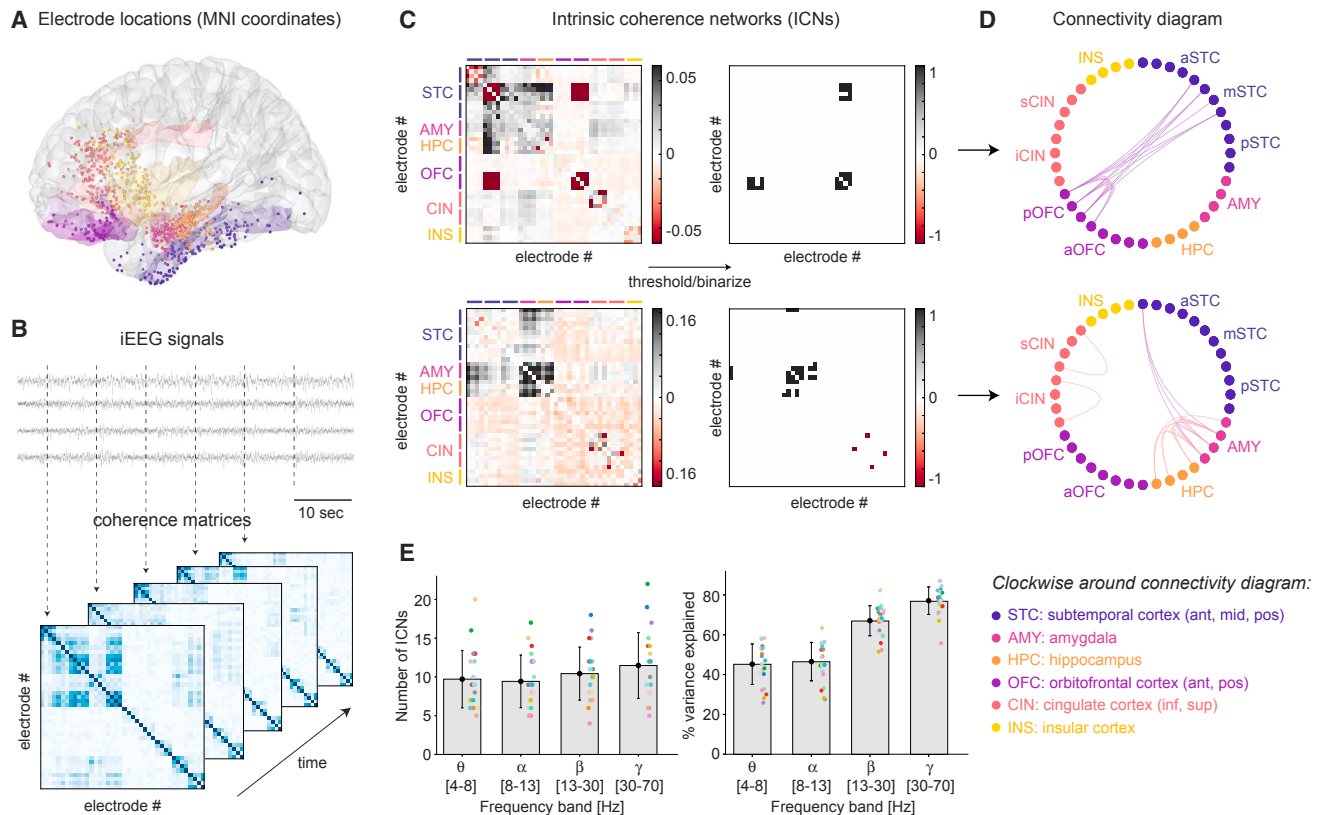 A Electrode locations (MNI coordinates)
B
iEEG signals
10 sec
coherence matrices
electrode #
electrode #
time
C Intrinsic coherence networks (ICNs)
STC
AMY
HPC
OFC
CIN
INS
electrode #
electrode #
0.05
0
-0.05
electrode #
1
0
-1
threshold/binarize
STC
AMY
HPC
OFC
CIN
INS
electrode #
electrode #
0.16
0
0.16
electrode #
1
0
-1
D Connectivity diagram
INS
aSTC
sCIN
mSTC
iCIN
pSTC
pOFC
AMY
aOFC
HPC
INS
aSTC
sCIN
mSTC
iCIN
pSTC
pOFC
AMY
aOFC
HPC
E
Number of ICNs
20
15
10
5
0
θ
α
β
γ
[4-8]
[8-13]
[13-30]
[30-70]
Frequency band [Hz]
% variance explained
80
60
40
20
0
θ
α
β
γ
[4-8]
[8-13]
[13-30]
[30-70]
Frequency band [Hz]
Clockwise around connectivity diagram:
STC: subtemporal cortex (ant, mid, pos)
AMY: amygdala
HPC: hippocampus
OFC: orbitofrontal cortex (ant, pos)
CIN: cingulate cortex (inf, sup)
INS: insular cortex